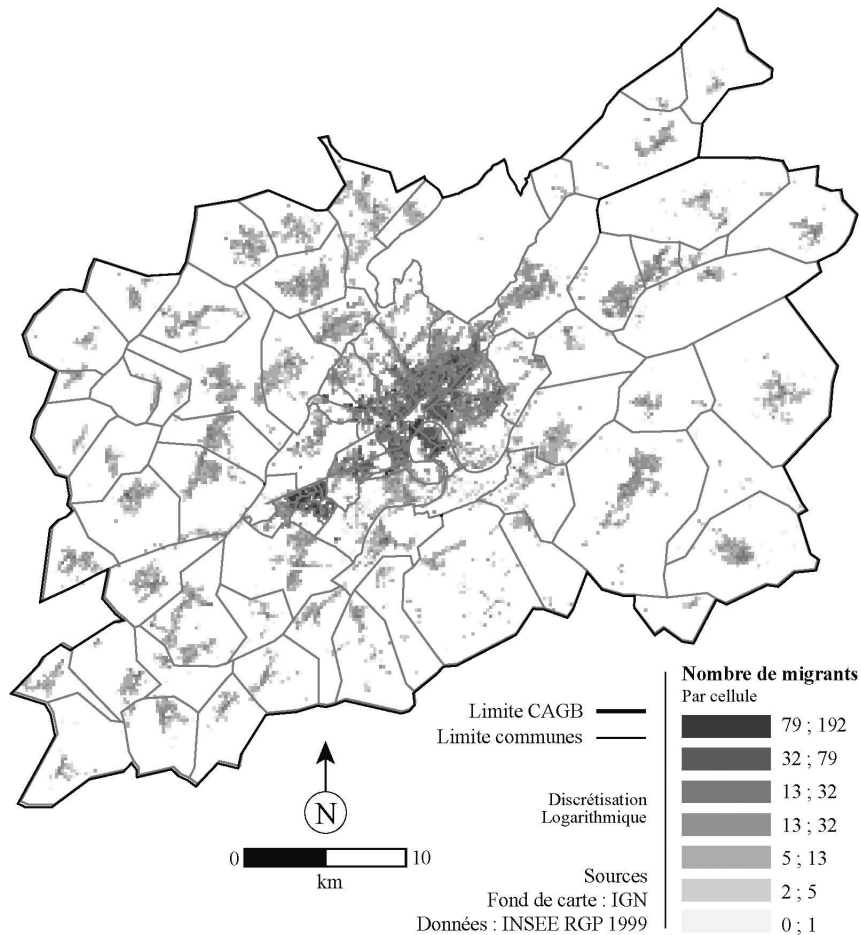 Nombre de migrants
Par cellule
79 ; 192
32 ; 79
13 ; 32
13 ; 32
5 ; 13
2 ; 5
0 ; 1
Limite CAGB
Limite communes
Discrétisation
Logarithmique
Sources
Fond de carte : IGN
Données : INSEE RGP 1999
N
0 10
km